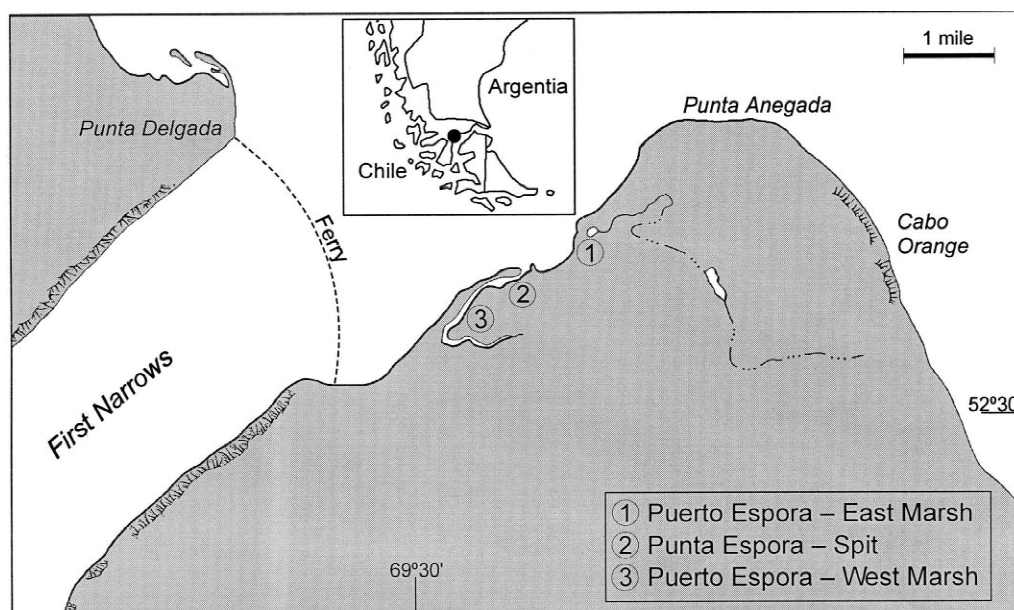 1 mile
Argentia
Punta Anegada
Punta Delgada
Chile
Ferry
Cabo
Orange
1
2
3
First Narrows
52º30
69º30'
① Puerto Espora – East Marsh
② Punta Espora – Spit
③ Puerto Espora – West Marsh